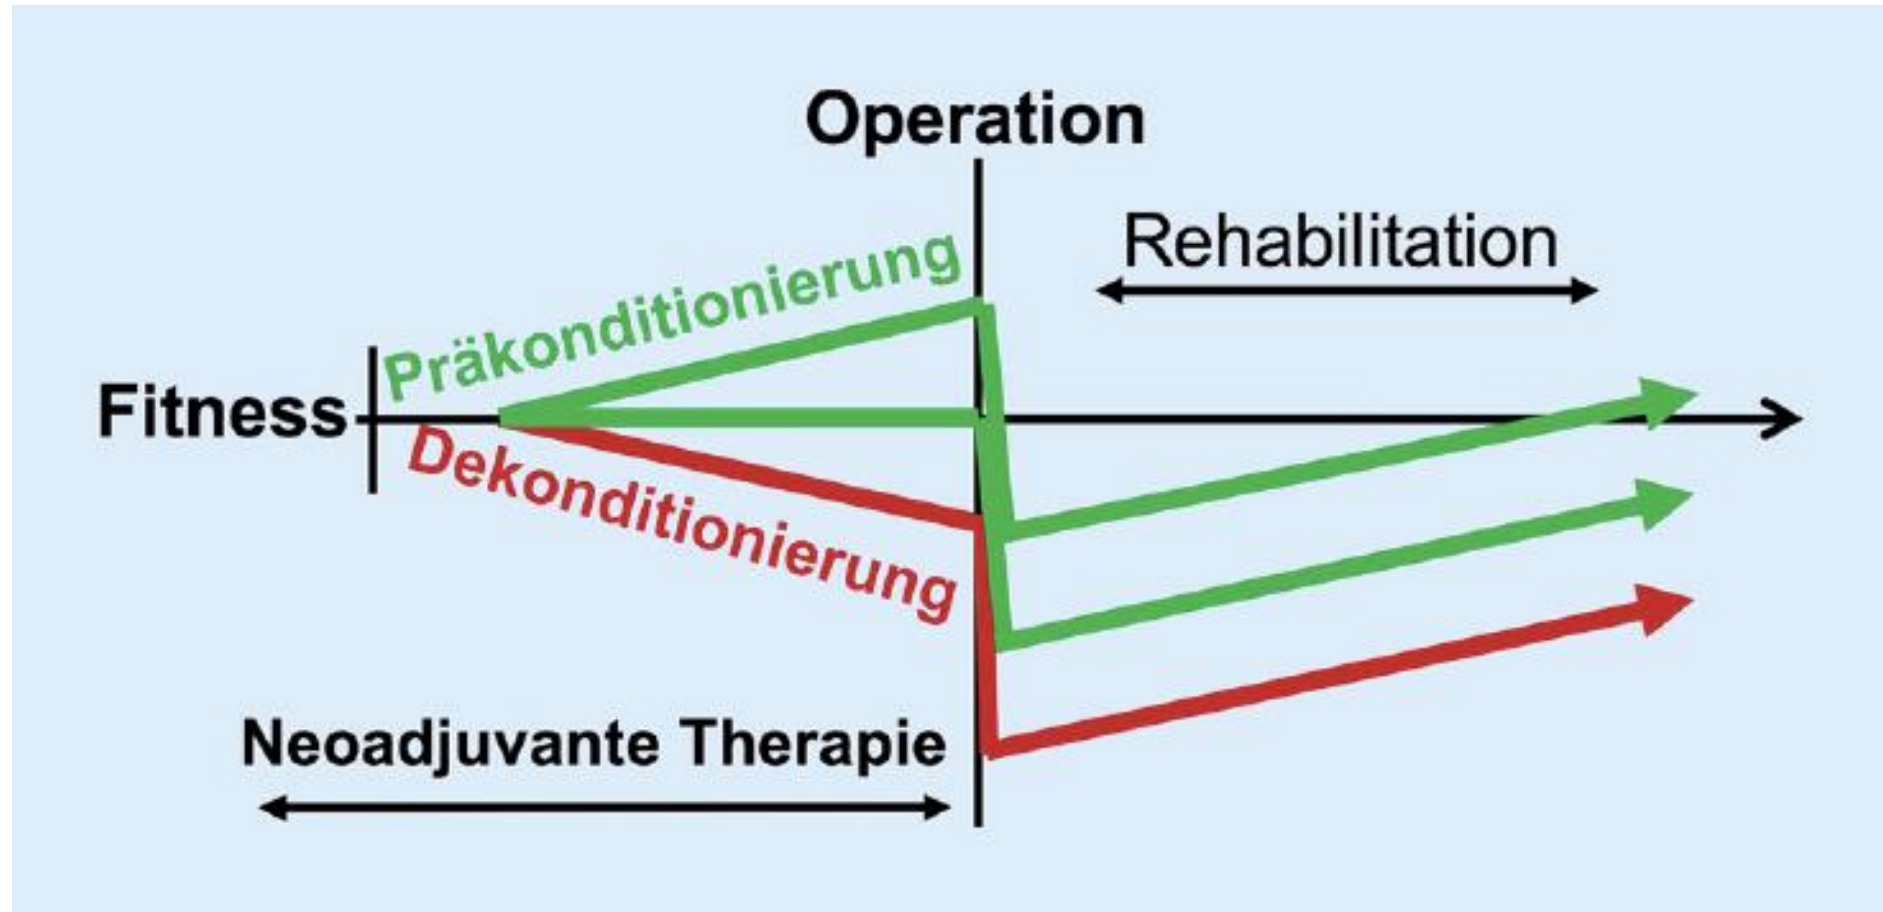 Operation
Rehabilitation
Präkonditionierung
Fitness
Dekonditionierung
Neoadjuvante Therapie